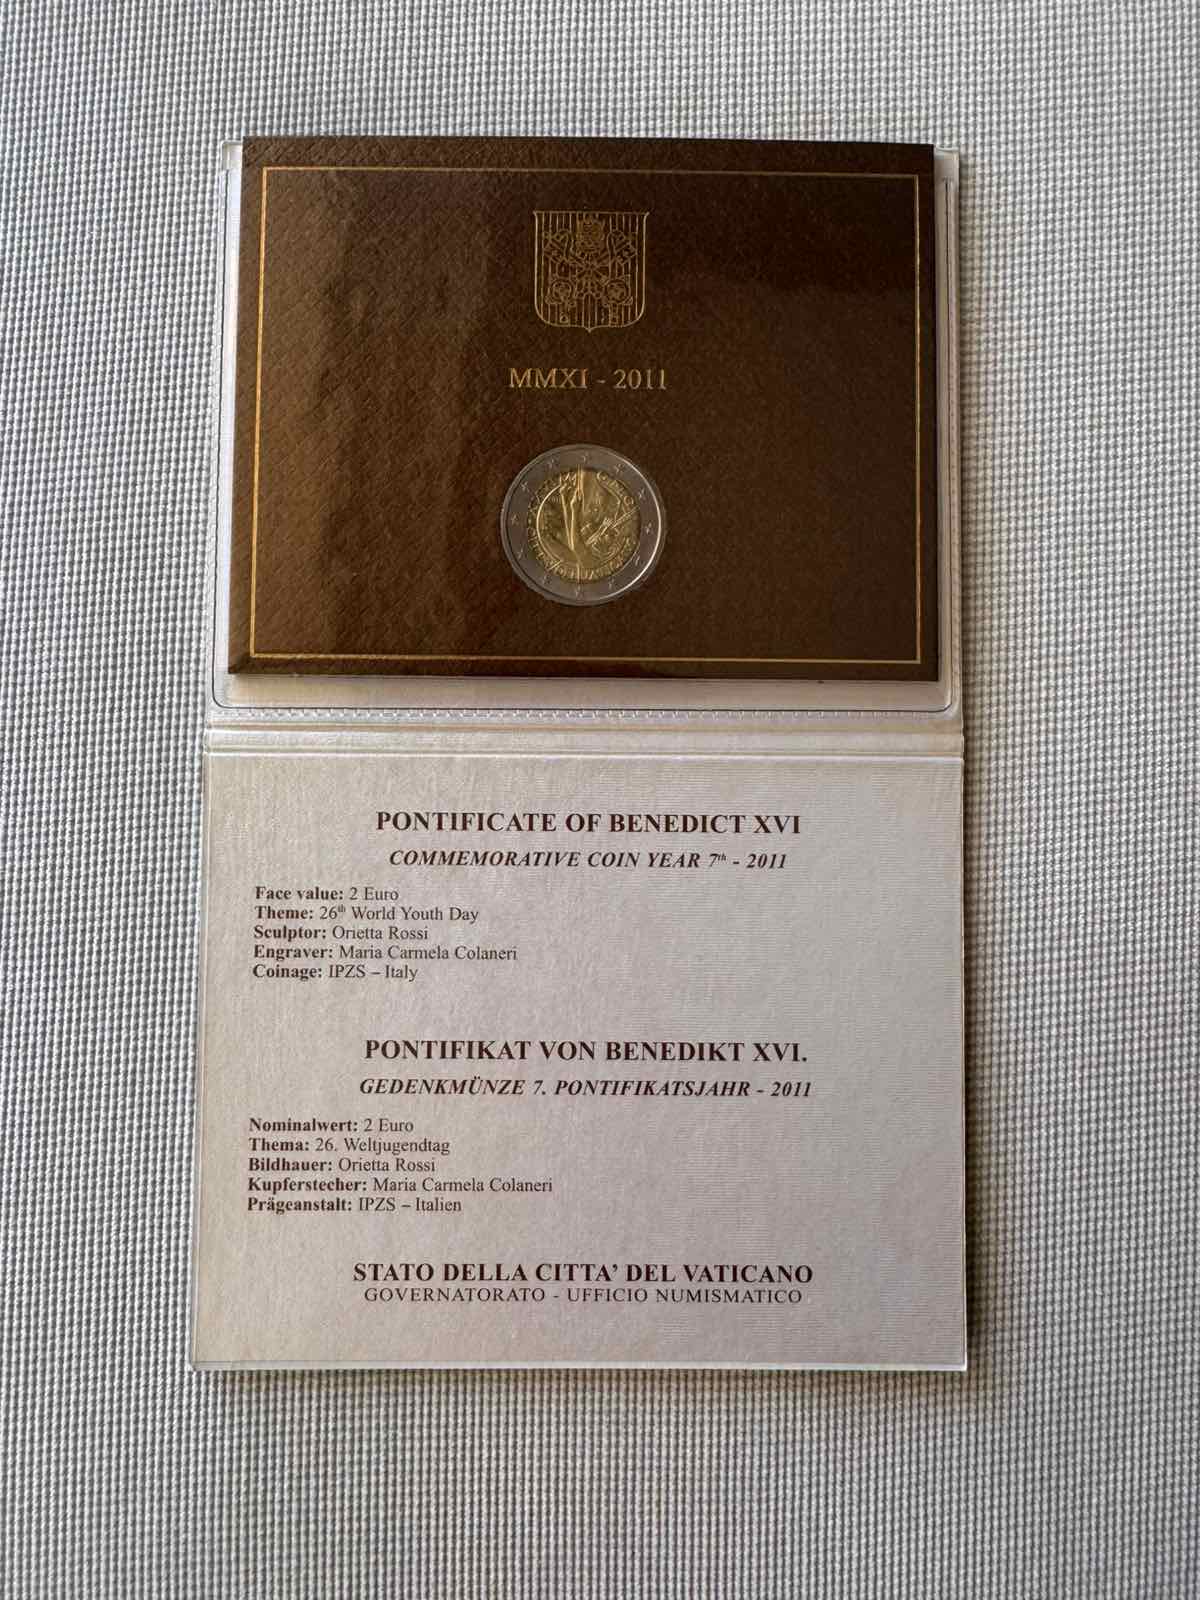 MMXI - 2011
PONTIFICATE OF BENEDICT XVI
COMMEMORATIVE COIN YEAR 7th - 2011
Face value: 2 Euro
Theme: 26th World Youth Day
Sculptor: Orietta Rossi
Engraver: Maria Carmela Colaneri
Coinage: IPZS – Italy
PONTIFIKAT VON BENEDIKT XVI.
GEDENKMÜNZE 7. PONTIFIKATSJAHR - 2011
Nominalwert: 2 Euro
Thema: 26. Weltjugendtag
Bildhauer: Orietta Rossi
Kupferstecher: Maria Carmela Colaneri
Prägeanstalt: IPZS – Italien
STATO DELLA CITTA' DEL VATICANO
GOVERNATORATO - UFFICIO NUMISMATICO